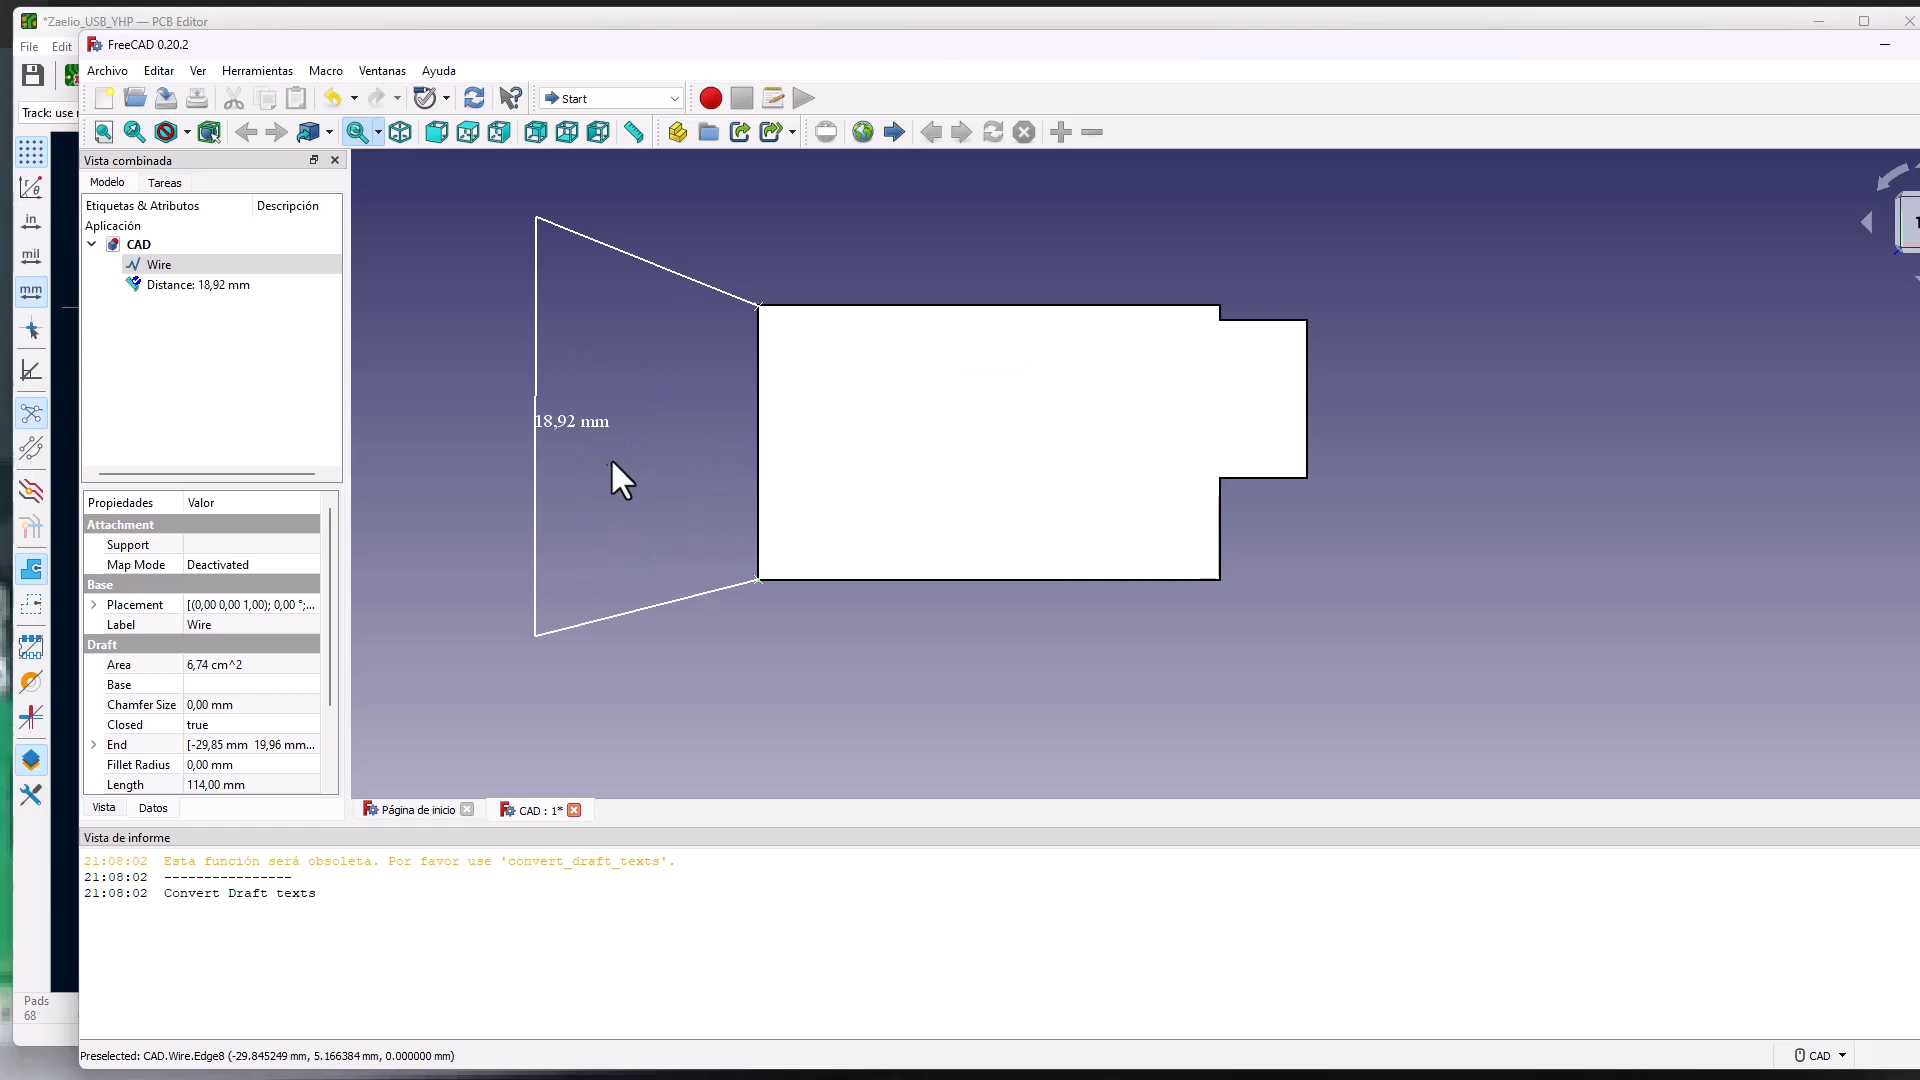 *Zaelio_USB_YHP — PCB Editor
File Edit
FreeCAD 0.20.2
Archivo Editar Ver Herramientas Macro Ventanas Ayuda
Start
Track: use
Vista combinada
Modelo Tareas
Etiquetas & Atributos Descripción
Aplicación
CAD
Wire
Distance: 18,92 mm
in
mil
mm
18,92 mm
Propiedades Valor
Attachment
Support
Map Mode Deactivated
Base
Placement [(0,00 0,00 1,00); 0,00 °;...
Label Wire
Draft
Area 6,74 cm^2
Base
Chamfer Size 0,00 mm
Closed true
End [-29,85 mm 19,96 mm...
Fillet Radius 0,00 mm
Length 114,00 mm
Vista Datos
Página de inicio CAD : 1*
Vista de informe
21:08:02 Esta función será obsoleta. Por favor use 'convert_draft_texts'.
21:08:02 ----------------
21:08:02 Convert Draft texts
Pads
68
Preselected: CAD.Wire.Edge8 (-29.845249 mm, 5.166384 mm, 0.000000 mm)
CAD